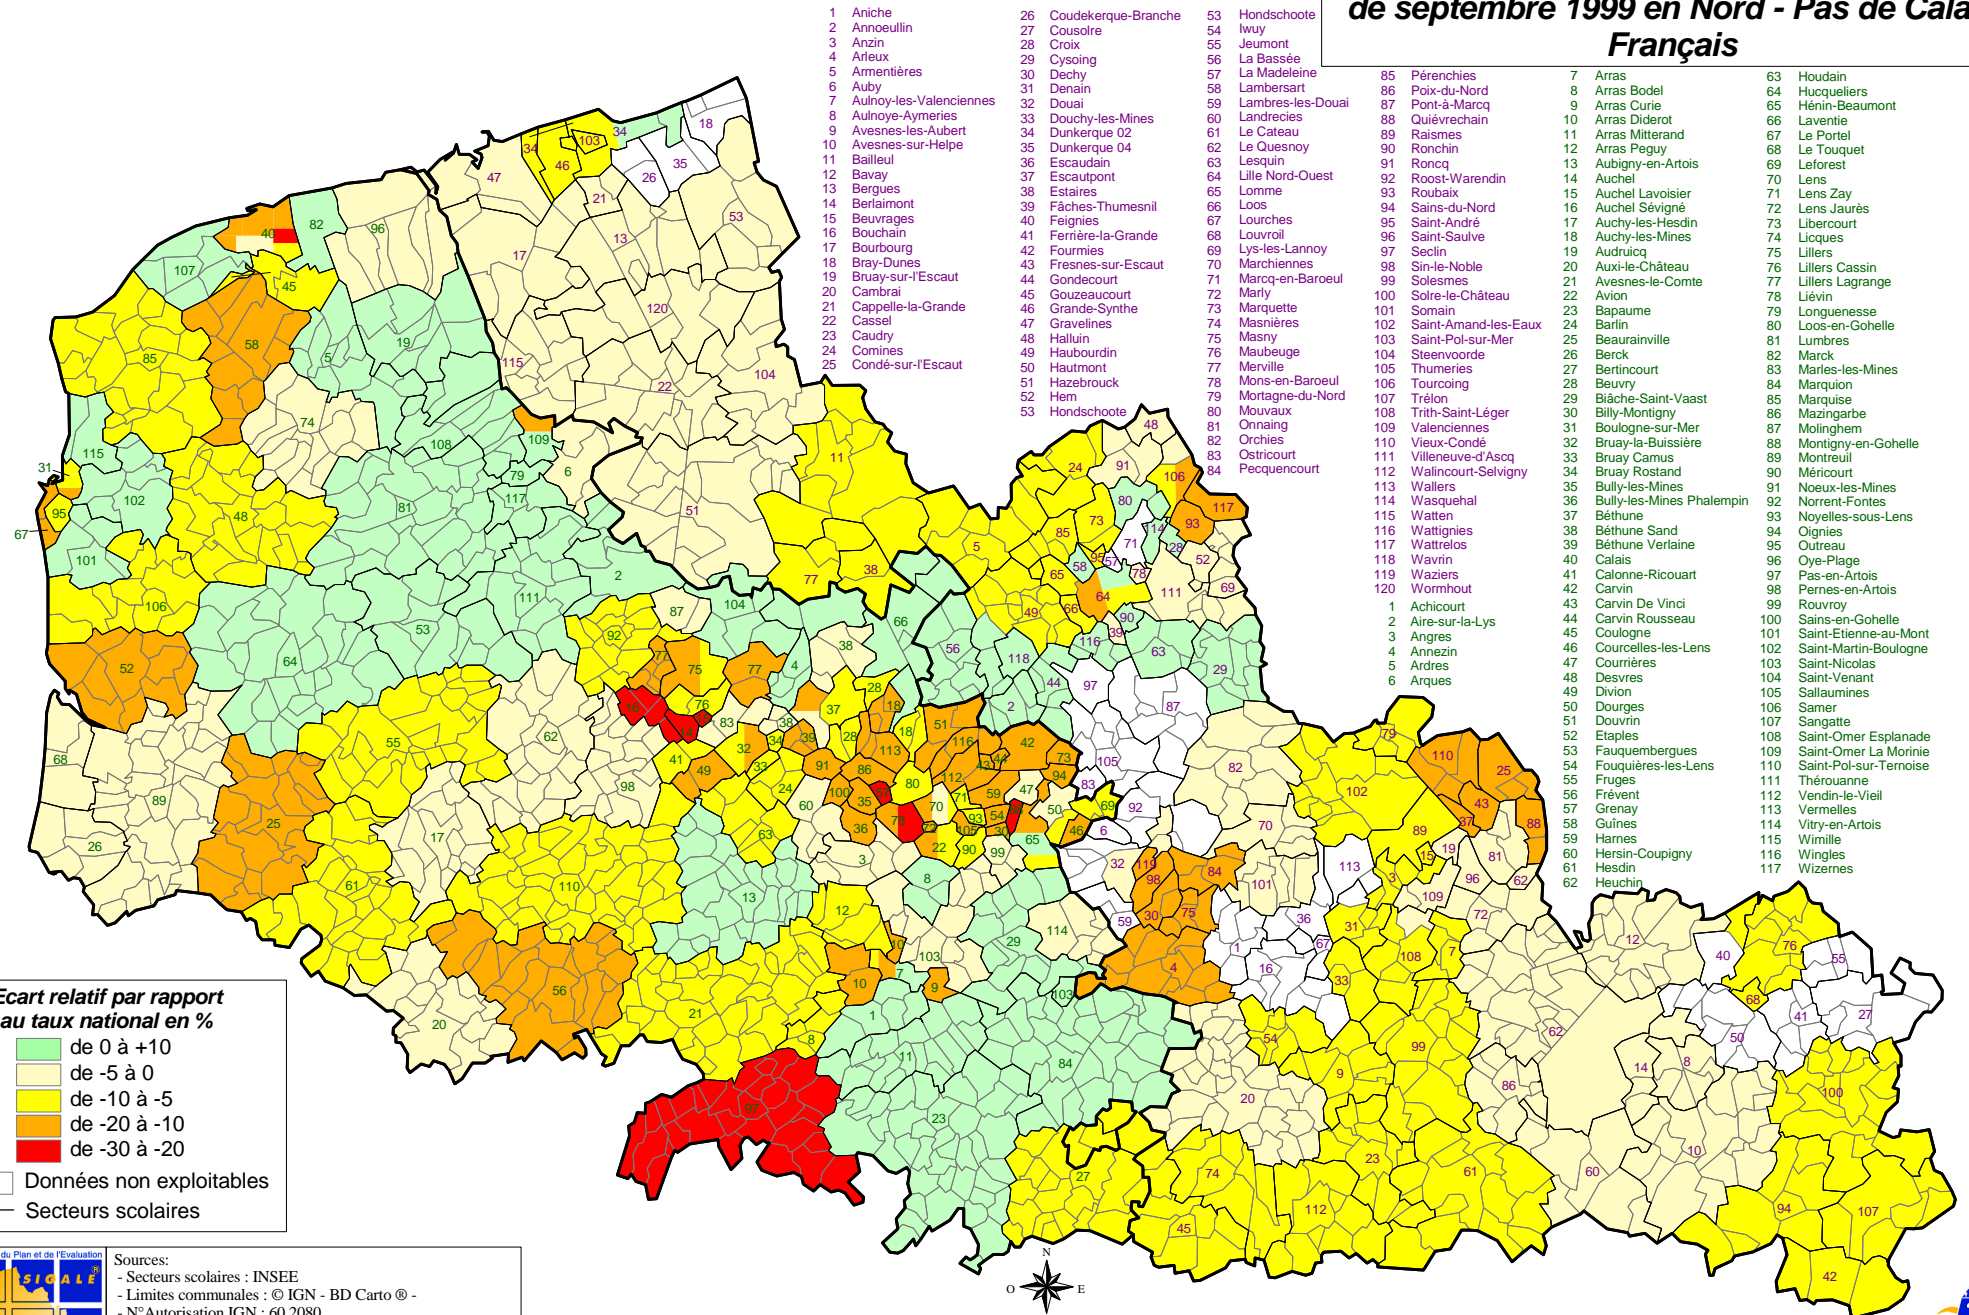 de septembre 1999 en Nord - Pas de Cala
Français
1 Aniche
2 Annoeullin
3 Anzin
4 Arleux
5 Armentières
6 Auby
7 Aulnoy-les-Valenciennes
8 Aulnoye-Aymeries
9 Avesnes-les-Aubert
10 Avesnes-sur-Helpe
11 Bailleul
12 Bavay
13 Bergues
14 Berlaimont
15 Beuvrages
16 Bouchain
17 Bourbourg
18 Bray-Dunes
19 Bruay-sur-l'Escaut
20 Cambrai
21 Cappelle-la-Grande
22 Cassel
23 Caudry
24 Comines
25 Condé-sur-l'Escaut
26 Coudekerque-Branche
27 Cousolre
28 Croix
29 Cysoing
30 Dechy
31 Denain
32 Douai
33 Douchy-les-Mines
34 Dunkerque 02
35 Dunkerque 04
36 Escaudain
37 Escautpont
38 Estaires
39 Fâches-Thumesnil
40 Feignies
41 Ferrière-la-Grande
42 Fourmies
43 Fresnes-sur-Escaut
44 Gondecourt
45 Gouzeaucourt
46 Grande-Synthe
47 Gravelines
48 Halluin
49 Haubourdin
50 Hautmont
51 Hazebrouck
52 Hem
53 Hondschoote
53 Hondschoote
54 Iwuy
55 Jeumont
56 La Bassée
57 La Madeleine
58 Lambersart
59 Lambres-les-Douai
60 Landrecies
61 Le Cateau
62 Le Quesnoy
63 Lesquin
64 Lille Nord-Ouest
65 Lomme
66 Loos
67 Lourches
68 Louvroil
69 Lys-les-Lannoy
70 Marchiennes
71 Marcq-en-Baroeul
72 Marly
73 Marquette
74 Masnières
75 Masny
76 Maubeuge
77 Merville
78 Mons-en-Baroeul
79 Mortagne-du-Nord
80 Mouvaux
81 Onnaing
82 Orchies
83 Ostricourt
84 Pecquencourt
85 Pérenchies
86 Poix-du-Nord
87 Pont-à-Marcq
88 Quiévrechain
89 Raismes
90 Ronchin
91 Roncq
92 Roost-Warendin
93 Roubaix
94 Sains-du-Nord
95 Saint-André
96 Saint-Saulve
97 Seclin
98 Sin-le-Noble
99 Solesmes
100 Solre-le-Château
101 Somain
102 Saint-Amand-les-Eaux
103 Saint-Pol-sur-Mer
104 Steenvoorde
105 Thumeries
106 Tourcoing
107 Trélon
108 Trith-Saint-Léger
109 Valenciennes
110 Vieux-Condé
111 Villeneuve-d'Ascq
112 Walincourt-Selvigny
113 Wallers
114 Wasquehal
115 Watten
116 Wattignies
117 Wattrelos
118 Wavrin
119 Waziers
120 Wormhout
1 Achicourt
2 Aire-sur-la-Lys
3 Angres
4 Annezin
5 Ardres
6 Arques
7 Arras
8 Arras Bodel
9 Arras Curie
10 Arras Diderot
11 Arras Mitterand
12 Arras Peguy
13 Aubigny-en-Artois
14 Auchel
15 Auchel Lavoisier
16 Auchel Sévigné
17 Auchy-les-Hesdin
18 Auchy-les-Mines
19 Audruicq
20 Auxi-le-Château
21 Avesnes-le-Comte
22 Avion
23 Bapaume
24 Barlin
25 Beaurainville
26 Berck
27 Bertincourt
28 Beuvry
29 Biâche-Saint-Vaast
30 Billy-Montigny
31 Boulogne-sur-Mer
32 Bruay-la-Buissière
33 Bruay Camus
34 Bruay Rostand
35 Bully-les-Mines
36 Bully-les-Mines Phalempin
37 Béthune
38 Béthune Sand
39 Béthune Verlaine
40 Calais
41 Calonne-Ricouart
42 Carvin
43 Carvin De Vinci
44 Carvin Rousseau
45 Coulogne
46 Courcelles-les-Lens
47 Courrières
48 Desvres
49 Divion
50 Dourges
51 Douvrin
52 Etaples
53 Fauquembergues
54 Fouquières-les-Lens
55 Fruges
56 Frévent
57 Grenay
58 Guînes
59 Harnes
60 Hersin-Coupigny
61 Hesdin
62 Heuchin
63 Houdain
64 Hucqueliers
65 Hénin-Beaumont
66 Laventie
67 Le Portel
68 Le Touquet
69 Leforest
70 Lens
71 Lens Zay
72 Lens Jaurès
73 Libercourt
74 Licques
75 Lillers
76 Lillers Cassin
77 Lillers Lagrange
78 Liévin
79 Longuenesse
80 Loos-en-Gohelle
81 Lumbres
82 Marck
83 Marles-les-Mines
84 Marquion
85 Marquise
86 Mazingarbe
87 Molinghem
88 Montigny-en-Gohelle
89 Montreuil
90 Méricourt
91 Noeux-les-Mines
92 Norrent-Fontes
93 Noyelles-sous-Lens
94 Oignies
95 Outreau
96 Oye-Plage
97 Pas-en-Artois
98 Pernes-en-Artois
99 Rouvroy
100 Sains-en-Gohelle
101 Saint-Etienne-au-Mont
102 Saint-Martin-Boulogne
103 Saint-Nicolas
104 Saint-Venant
105 Sallaumines
106 Samer
107 Sangatte
108 Saint-Omer Esplanade
109 Saint-Omer La Morinie
110 Saint-Pol-sur-Ternoise
111 Thérouanne
112 Vendin-le-Vieil
113 Vermelles
114 Vitry-en-Artois
115 Wimille
116 Wingles
117 Wizernes
Ecart relatif par rapport
au taux national en %
de 0 à +10
de -5 à 0
de -10 à -5
de -20 à -10
de -30 à -20
Données non exploitables
Secteurs scolaires
du Plan et de l'Evaluation
SIGALE ®
Sources:
- Secteurs scolaires : INSEE
- Limites communales : © IGN - BD Carto ® -
- N°Autorisation IGN : 60.2080
N
O
E